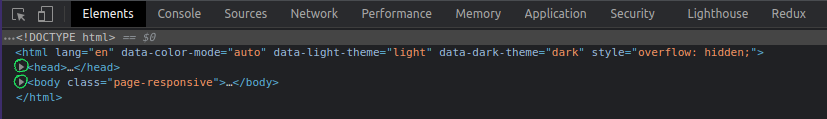 Elements Console Sources Network Performance Memory Application Security Lighthouse Redux
…<!DOCTYPE html> == $0
<html lang="en" data-color-mode="auto" data-light-theme="light" data-dark-theme="dark" style="overflow: hidden;">
<head>…</head>
<body class="page-responsive">…</body>
</html>